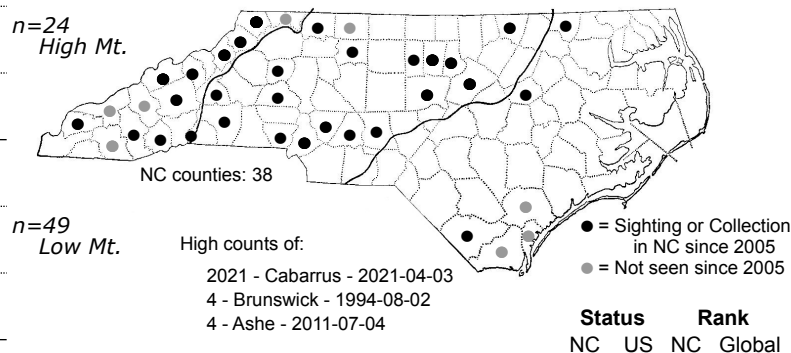 n=24
High Mt.
NC counties: 38
n=49
Low Mt.
High counts of:
2021 - Cabarrus - 2021-04-03
4 - Brunswick - 1994-08-02
4 - Ashe - 2011-07-04
= Sighting or Collection
in NC since 2005
= Not seen since 2005
Status Rank
NC US NC Global